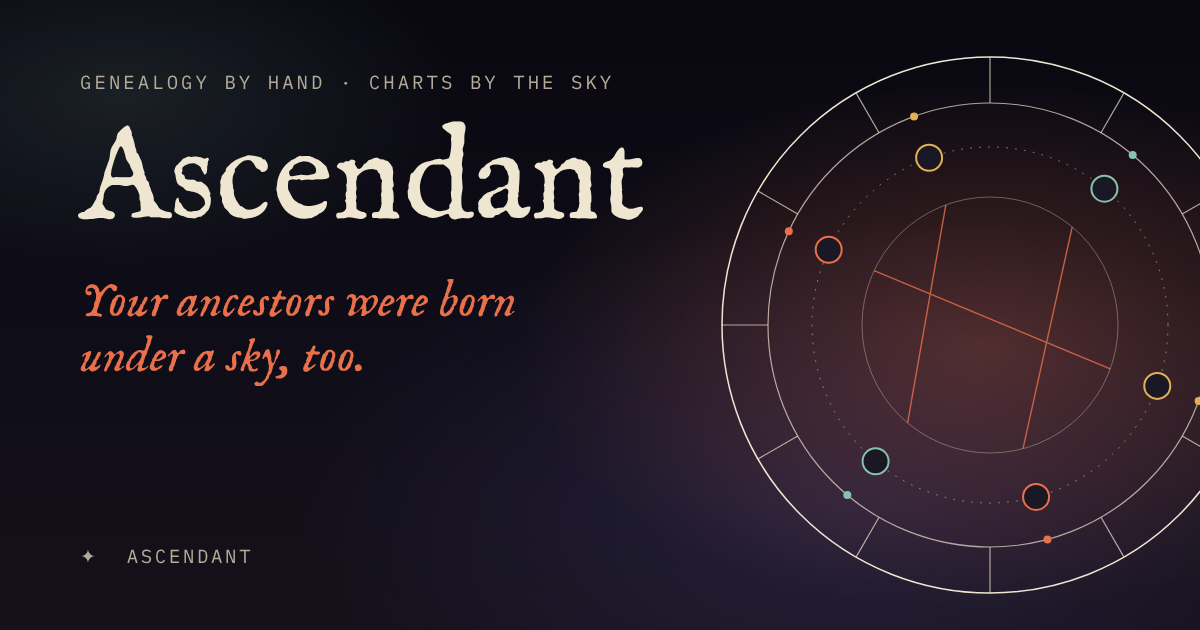 GENEALOGY BY HAND · CHARTS BY THE SKY
Ascendant
Your ancestors were born
under a sky, too.
✦ ASCENDANT